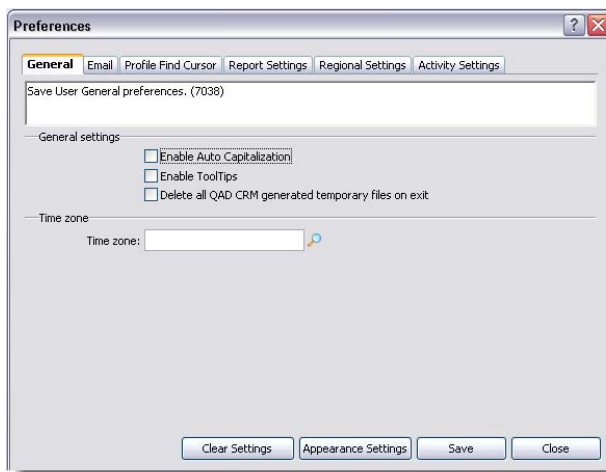 Preferences
General Email Profile Find Cursor Report Settings Regional Settings Activity Settings
Save User General preferences. (7038)
General settings
Enable Auto Capitalization
Enable ToolTips
Delete all QAD CRM generated temporary files on exit
Time zone
Time zone:
Clear Settings Appearance Settings Save Close